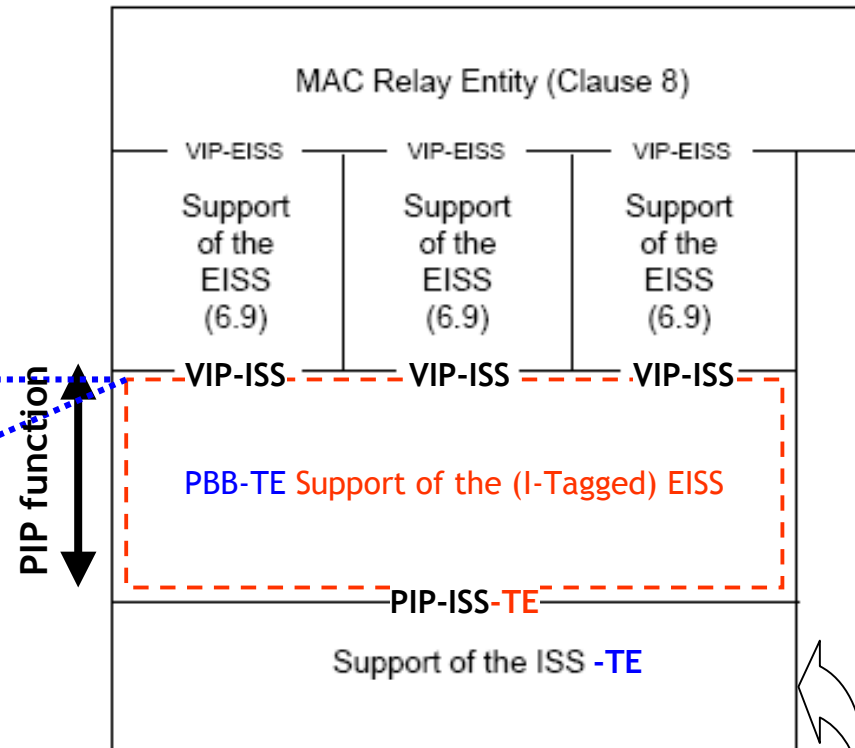 MAC Relay Entity (Clause 8)
VIP-EISS VIP-EISS VIP-EISS
Support of the EISS (6.9)
Support of the EISS (6.9)
Support of the EISS (6.9)
VIP-ISS VIP-ISS VIP-ISS
PIP function
PBB-TE Support of the (I-Tagged) EISS
PIP-ISS-TE
Support of the ISS -TE